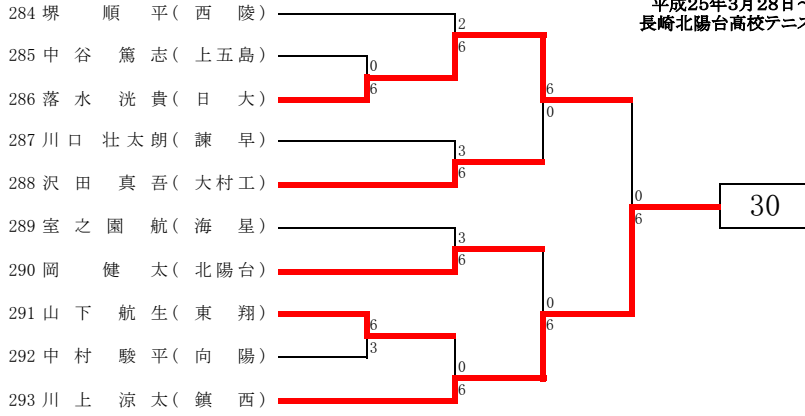 平成25年3月28日~
長崎北陽台高校テニス
284 堺 順 平 ( 西 陵 )
2
6
285 中 谷 篤 志 ( 上五島 )
0
6
286 落 水 洸 貴 ( 日 大 )
6
0
287 川 口 壮 太 朗 ( 諫 早 )
3
6
288 沢 田 真 吾 ( 大村工 )
0
6
30
289 室 之 園 航 ( 海 星 )
3
6
290 岡 健 太 ( 北陽台 )
0
6
291 山 下 航 生 ( 東 翔 )
6
3
292 中 村 駿 平 ( 向 陽 )
0
6
293 川 上 涼 太 ( 鎮 西 )